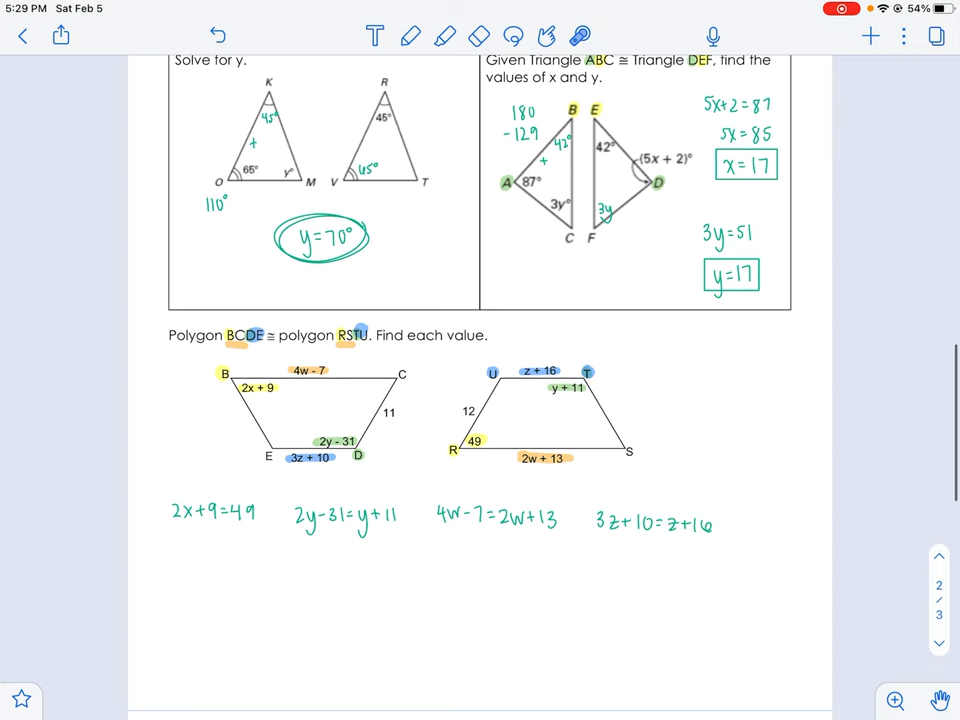 5:29 PM Sat Feb 5
54%
Solve for y.
Given Triangle ABC ≅ Triangle DEF, find the
values of x and y.
K
45°
+
65°
y°
O
M
110°
R
45°
65°
V
T
y=70°
180
-129
B
E
42°
42°
+
(5x + 2)°
A
87°
D
3y°
3y
C
F
5x+2=87
5x=85
x=17
3y=51
y=17
Polygon BCDE ≅ polygon RSTU. Find each value.
B
4w - 7
C
2x + 9
11
2y - 31
E
3z + 10
D
U
z + 16
T
y + 11
12
49
R
2w + 13
S
2x+9=49
2y-31=y+11
4w-7=2w+13
3z+10=z+16
2
/
3